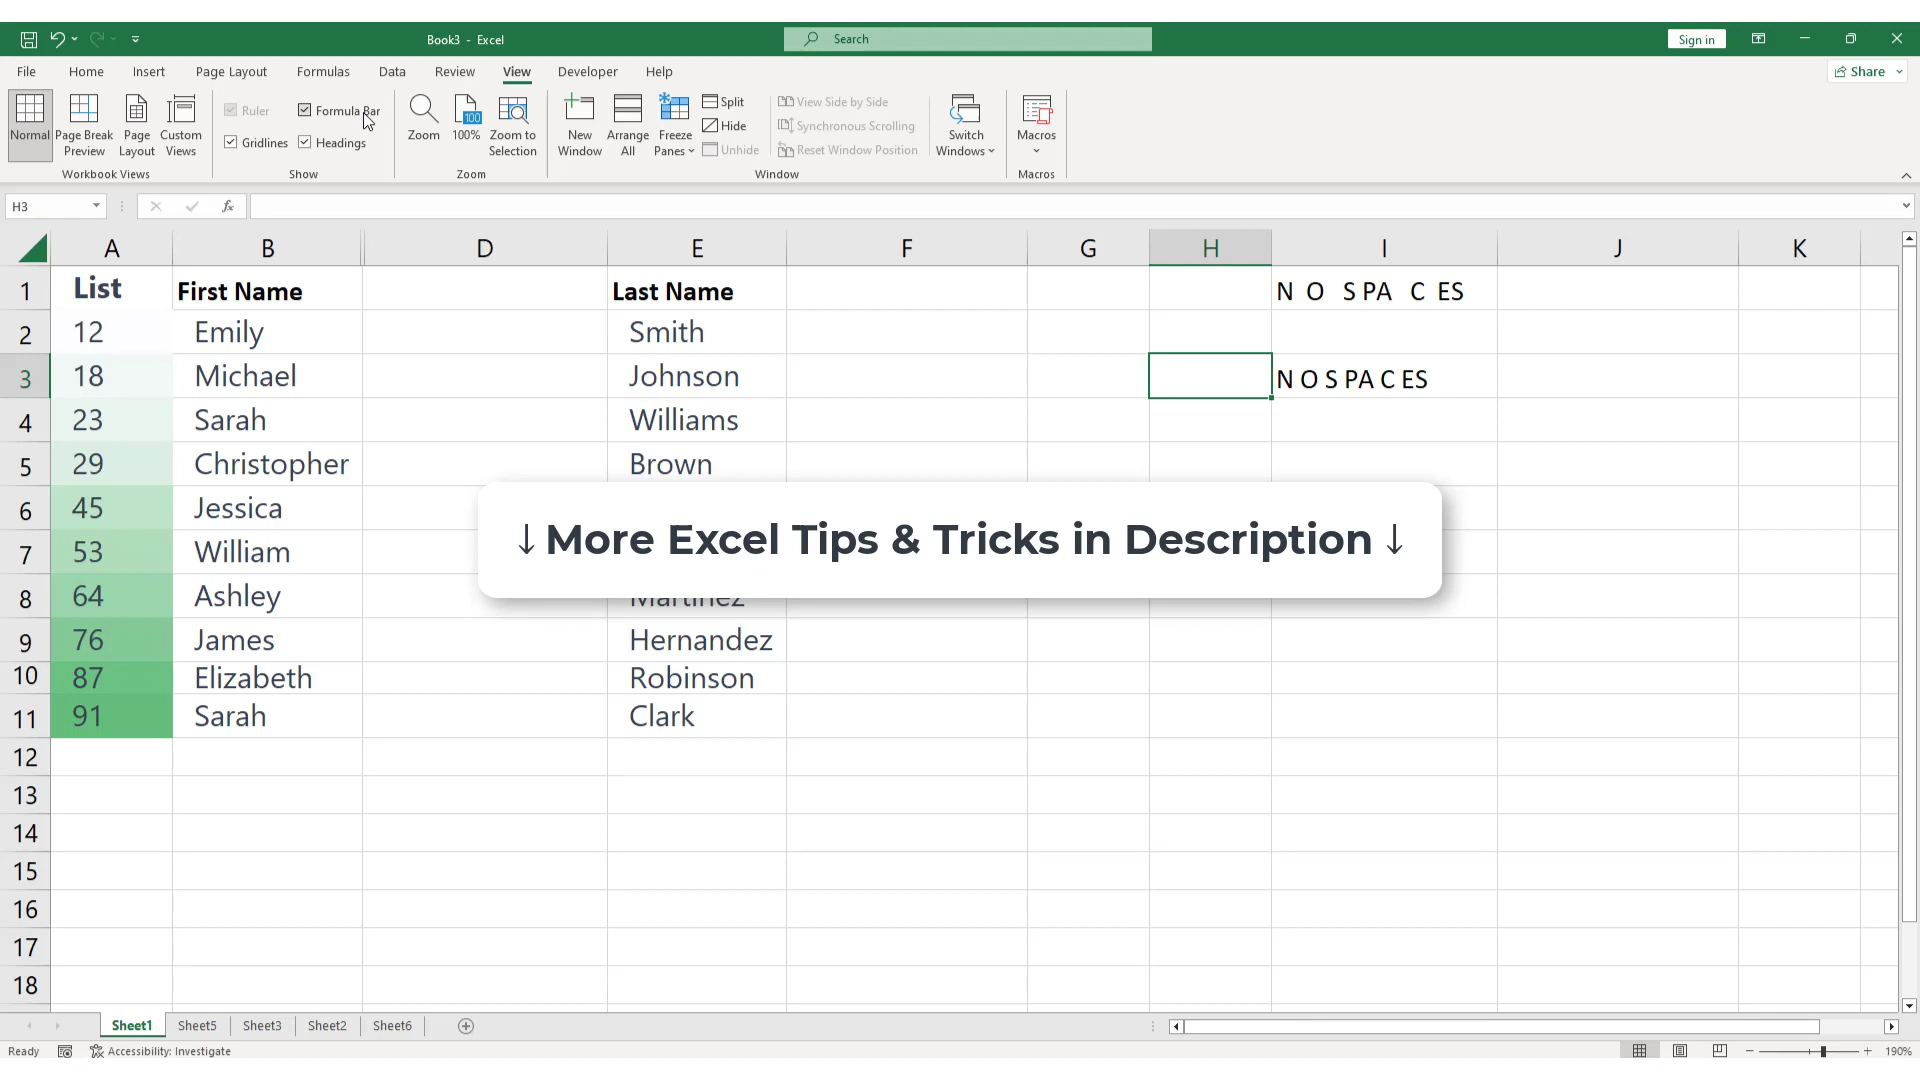 Book3 - Excel
Search
Sign in
File Home Insert Page Layout Formulas Data Review View Developer Help
Share
Normal
Page Break Preview
Page Layout
Custom Views
Workbook Views
Ruler
Formula Bar
Gridlines
Headings
Show
Zoom
100
100%
Zoom to Selection
Zoom
New Window
Arrange All
Freeze Panes
Split
Hide
Unhide
View Side by Side
Synchronous Scrolling
Reset Window Position
Window
Switch Windows
Macros
Macros
H3
fx
A B D E F G H I J K
1 List First Name Last Name N O SPA C ES
2 12 Emily Smith
3 18 Michael Johnson N O S PA C ES
4 23 Sarah Williams
5 29 Christopher Brown
6 45 Jessica
↓ More Excel Tips & Tricks in Description ↓
7 53 William
8 64 Ashley Martinez
9 76 James Hernandez
10 87 Elizabeth Robinson
11 91 Sarah Clark
12
13
14
15
16
17
18
Sheet1 Sheet5 Sheet3 Sheet2 Sheet6
Ready
Accessibility: Investigate
190%